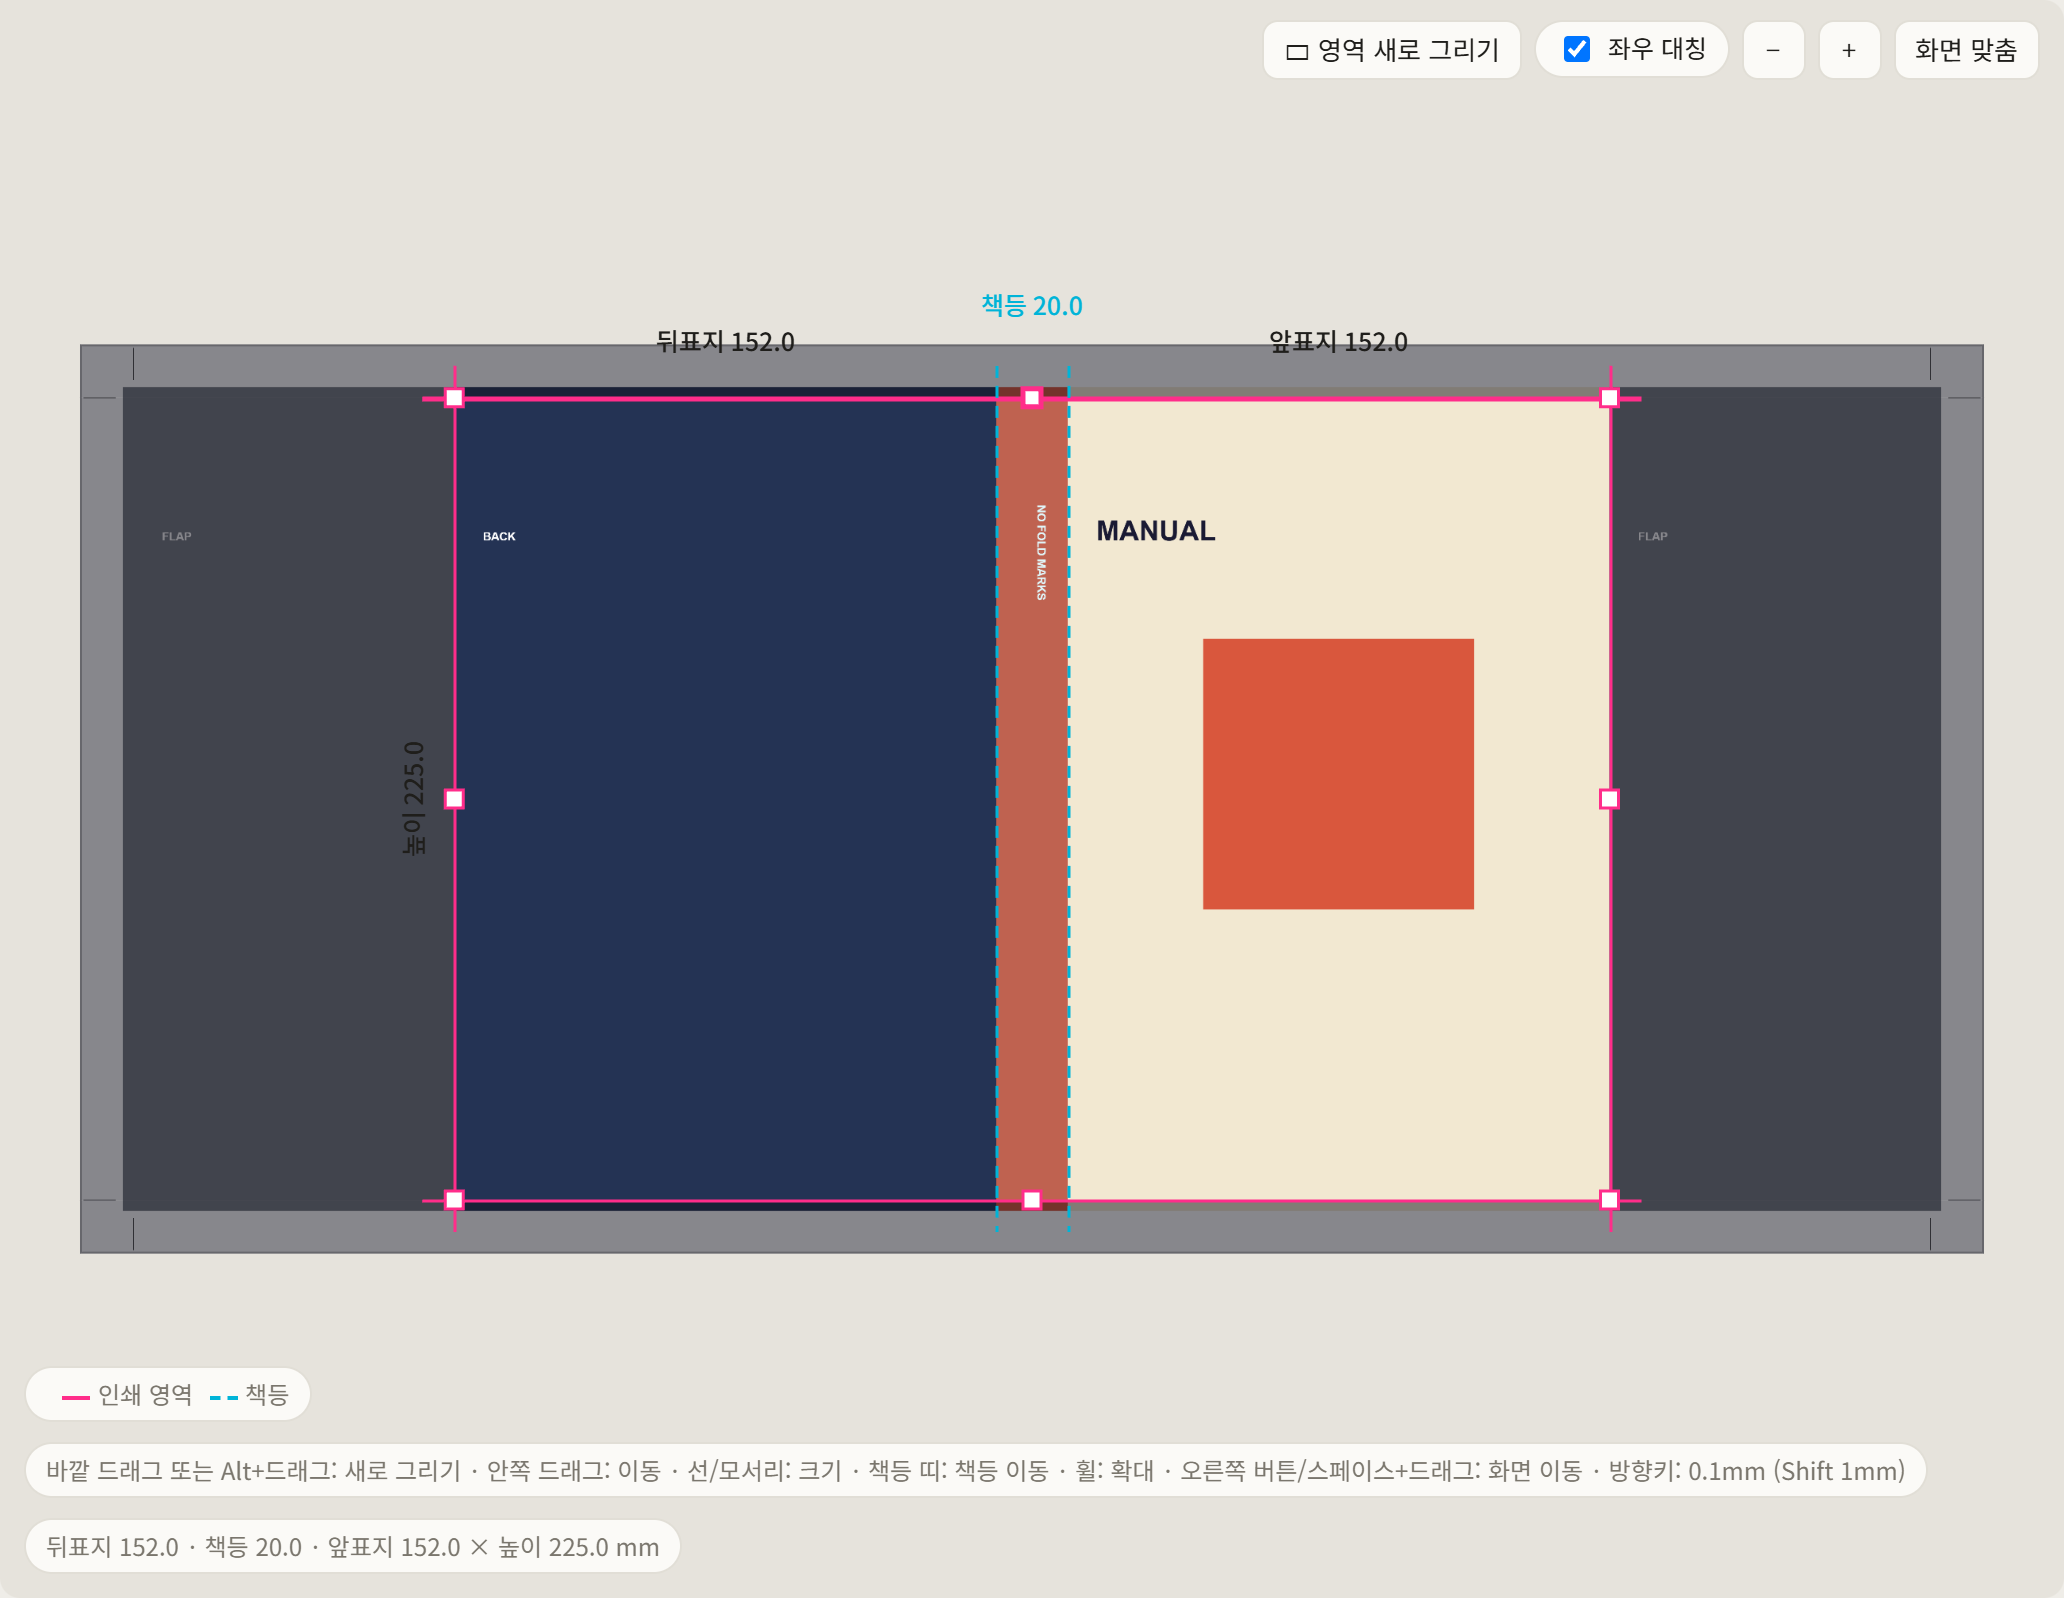 영역 새로 그리기
좌우 대칭
−
+
화면 맞춤
책등 20.0
뒤표지 152.0
앞표지 152.0
높이 225.0
FLAP
BACK
NO FOLD MARKS
MANUAL
FLAP
인쇄 영역
책등
바깥 드래그 또는 Alt+드래그: 새로 그리기 · 안쪽 드래그: 이동 · 선/모서리: 크기 · 책등 띠: 책등 이동 · 휠: 확대 · 오른쪽 버튼/스페이스+드래그: 화면 이동 · 방향키: 0.1mm (Shift 1mm)
뒤표지 152.0 · 책등 20.0 · 앞표지 152.0 × 높이 225.0 mm